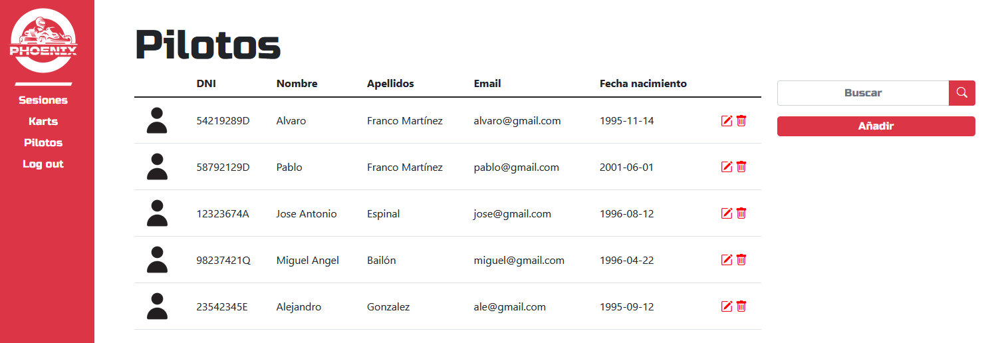 PHOENIX
Sesiones
Karts
Pilotos
Log out
Pilotos
DNI Nombre Apellidos Email Fecha nacimiento
54219289D Alvaro Franco Martínez alvaro@gmail.com 1995-11-14
58792129D Pablo Franco Martínez pablo@gmail.com 2001-06-01
12323674A Jose Antonio Espinal jose@gmail.com 1996-08-12
98237421Q Miguel Angel Bailón miguel@gmail.com 1996-04-22
23542345E Alejandro Gonzalez ale@gmail.com 1995-09-12
Buscar
Añadir